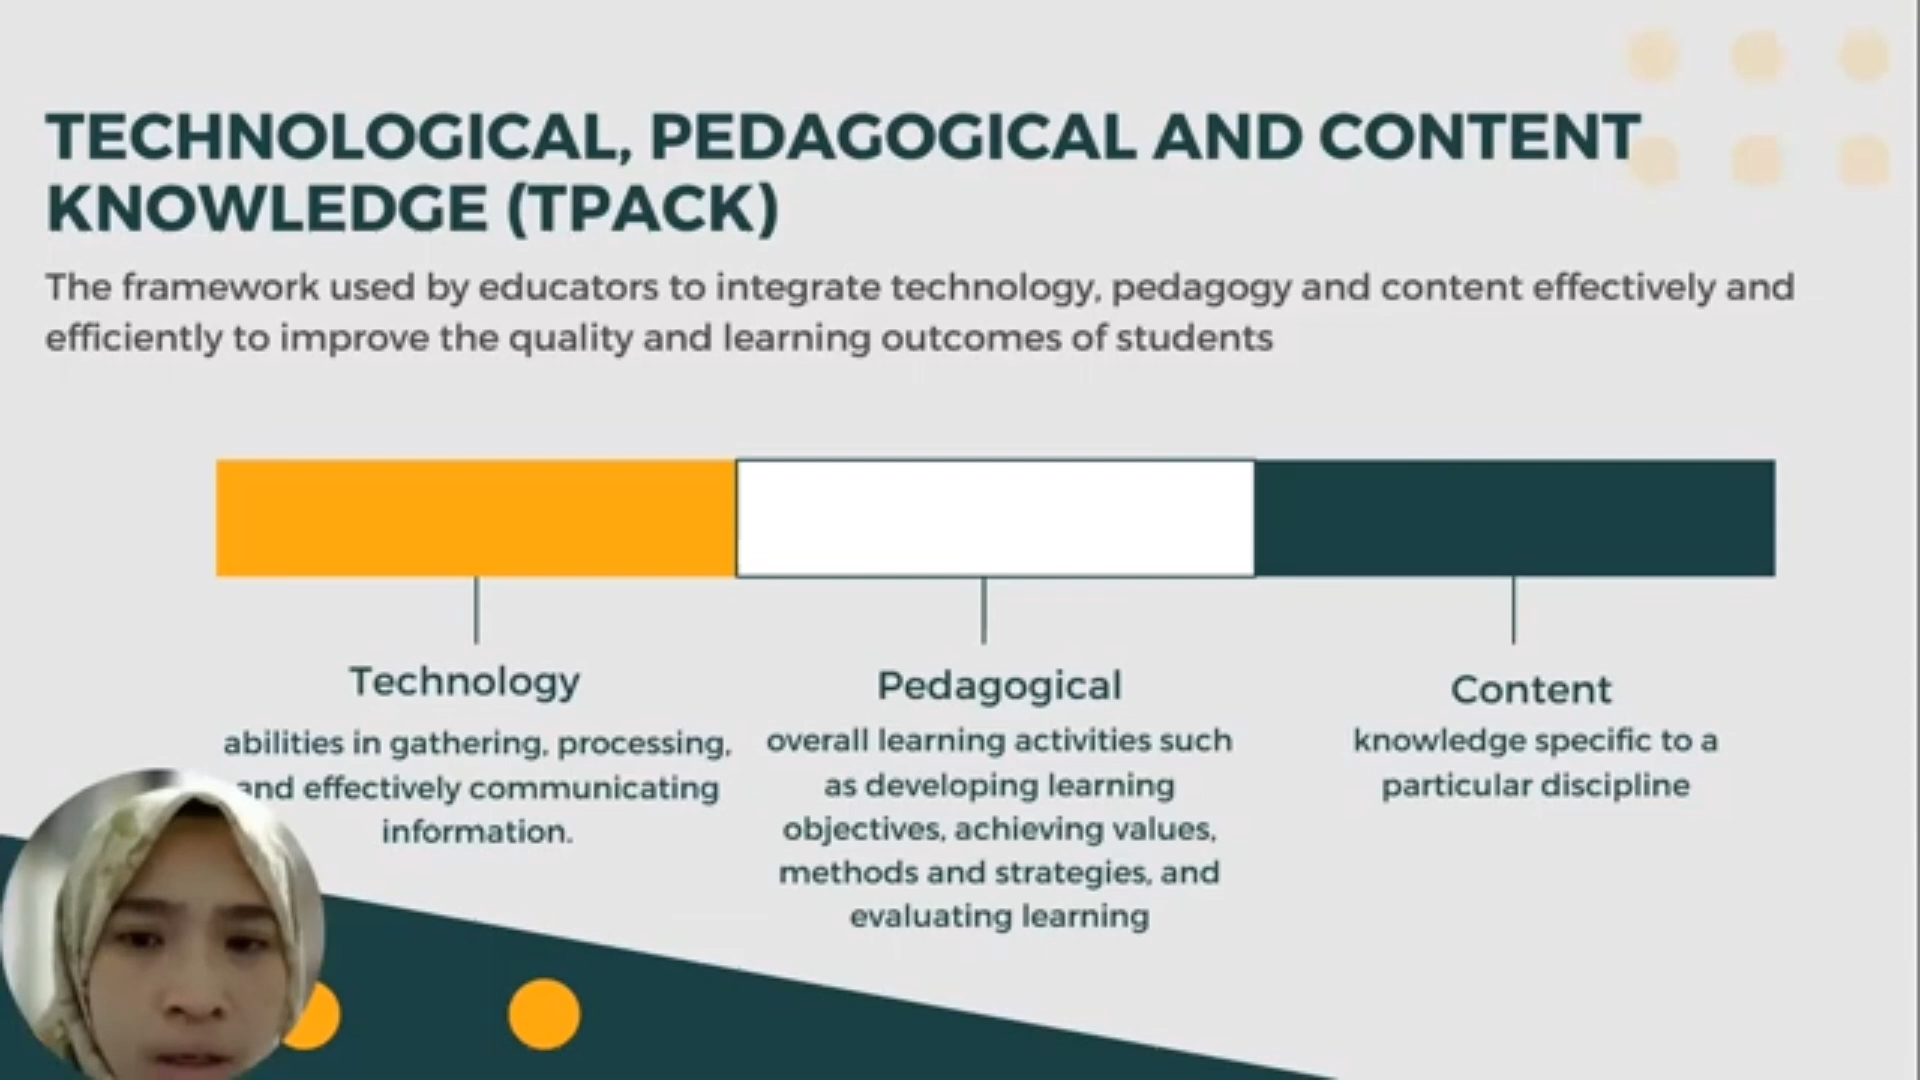 TECHNOLOGICAL, PEDAGOGICAL AND CONTENT
KNOWLEDGE (TPACK)
The framework used by educators to integrate technology, pedagogy and content effectively and
efficiently to improve the quality and learning outcomes of students
Technology
abilities in gathering, processing,
and effectively communicating
information.
Pedagogical
overall learning activities such
as developing learning
objectives, achieving values,
methods and strategies, and
evaluating learning
Content
knowledge specific to a
particular discipline